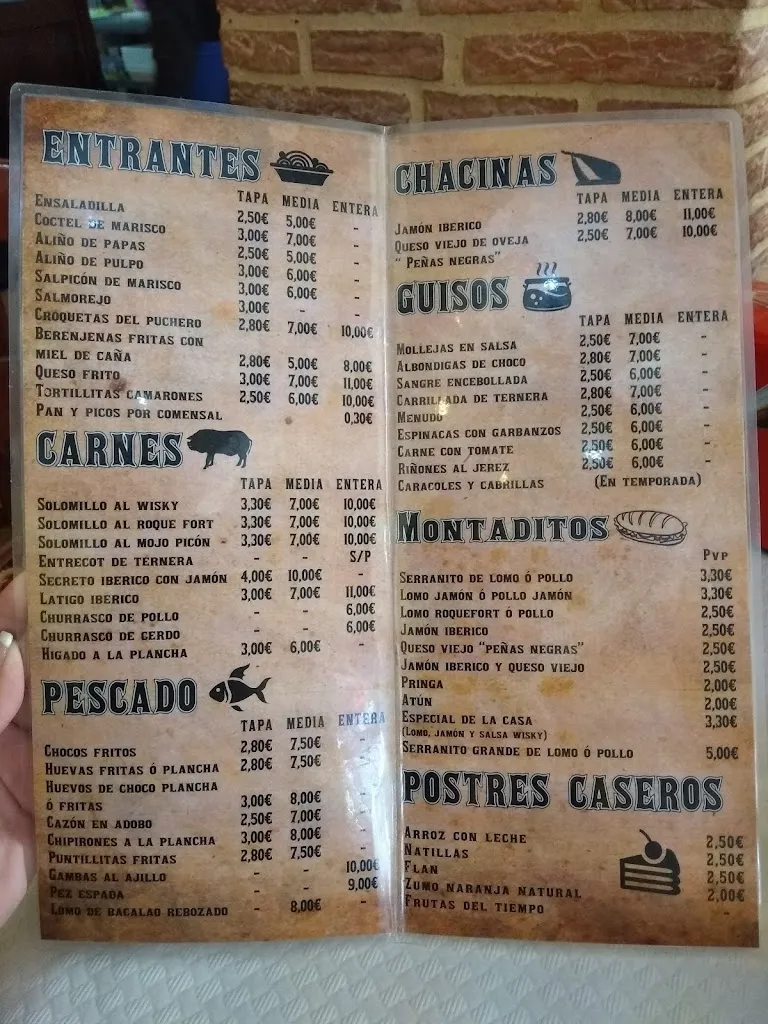 ENTRANTES
TAPA MEDIA ENTERA
ENSALADILLA 2,50€ 5,00€ -
COCTEL DE MARISCO 3,00€ 7,00€ -
ALIÑO DE PAPAS 2,50€ 5,00€ -
ALIÑO DE PULPO 3,00€ 6,00€ -
SALPICÓN DE MARISCO 3,00€ 6,00€ -
SALMOREJO 3,00€ - -
CROQUETAS DEL PUCHERO 2,80€ 7,00€ 10,00€
BERENJENAS FRITAS CON
MIEL DE CAÑA 2,80€ 5,00€ 8,00€
QUESO FRITO 3,00€ 7,00€ 11,00€
TORTILLITAS CAMARONES 2,50€ 6,00€ 10,00€
PAN Y PICOS POR COMENSAL 0,30€
CARNES
TAPA MEDIA ENTERA
SOLOMILLO AL WISKY 3,30€ 7,00€ 10,00€
SOLOMILLO AL ROQUE FORT 3,30€ 7,00€ 10,00€
SOLOMILLO AL MOJO PICÓN - 3,30€ 7,00€ 10,00€
ENTRECOT DE TERNERA - - S/P
SECRETO IBERICO CON JAMÓN 4,00€ 10,00€ -
LATIGO IBERICO 3,00€ 7,00€ 11,00€
CHURRASCO DE POLLO - - 6,00€
CHURRASCO DE CERDO - - 6,00€
HIGADO A LA PLANCHA 3,00€ 6,00€ -
PESCADO
TAPA MEDIA ENTERA
CHOCOS FRITOS 2,80€ 7,50€ -
HUEVAS FRITAS Ó PLANCHA 2,80€ 7,50€ -
HUEVOS DE CHOCO PLANCHA
Ó FRITAS 3,00€ 8,00€ -
CAZÓN EN ADOBO 2,50€ 7,00€ -
CHIPIRONES A LA PLANCHA 3,00€ 8,00€ -
PUNTILLITAS FRITAS 2,80€ 7,50€ -
GAMBAS AL AJILLO - - 10,00€
PEZ ESPADA - - 9,00€
LOMO DE BACALAO REBOZADO - 8,00€ -
CHACINAS
TAPA MEDIA ENTERA
JAMÓN IBERICO 2,80€ 8,00€ 11,00€
QUESO VIEJO DE OVEJA 2,50€ 7,00€ 10,00€
" PEÑAS NEGRAS"
GUISOS
TAPA MEDIA ENTERA
MOLLEJAS EN SALSA 2,50€ 7,00€ -
ALBONDIGAS DE CHOCO 2,80€ 7,00€ -
SANGRE ENCEBOLLADA 2,50€ 6,00€ -
CARRILLADA DE TERNERA 2,80€ 7,00€ -
MENUDO 2,50€ 6,00€ -
ESPINACAS CON GARBANZOS 2,50€ 6,00€ -
CARNE CON TOMATE 2,50€ 6,00€ -
RIÑONES AL JEREZ 2,50€ 6,00€ -
CARACOLES Y CABRILLAS (EN TEMPORADA)
MONTADITOS
PVP
SERRANITO DE LOMO Ó POLLO 3,30€
LOMO JAMÓN Ó POLLO JAMÓN 3,30€
LOMO ROQUEFORT Ó POLLO 2,50€
JAMÓN IBERICO 2,50€
QUESO VIEJO "PEÑAS NEGRAS" 2,50€
JAMÓN IBERICO Y QUESO VIEJO 2,50€
PRINGA 2,00€
ATÚN 2,00€
ESPECIAL DE LA CASA 3,30€
(LOMO, JAMÓN Y SALSA WISKY)
SERRANITO GRANDE DE LOMO Ó POLLO 5,00€
POSTRES CASEROS
ARROZ CON LECHE 2,50€
NATILLAS 2,50€
FLAN 2,50€
ZUMO NARANJA NATURAL 2,00€
FRUTAS DEL TIEMPO -